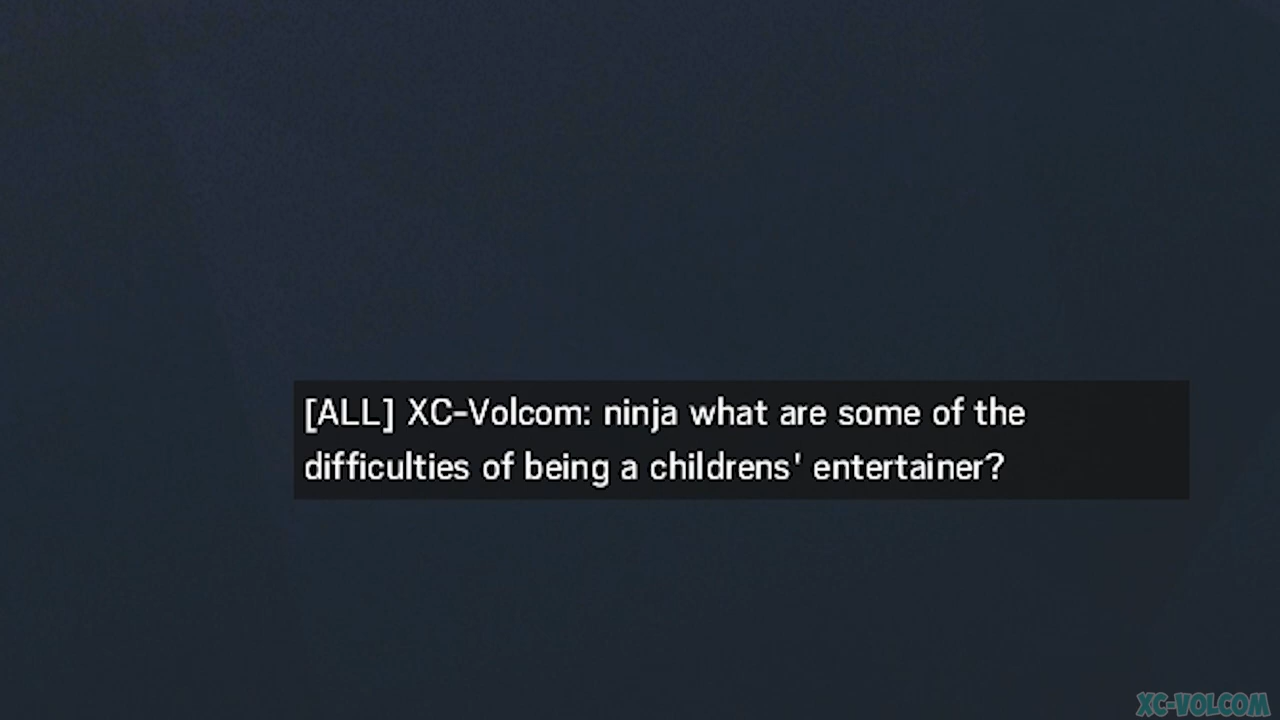 [ALL] XC-Volcom: ninja what are some of the
difficulties of being a childrens' entertainer?
XC-VOLCOM